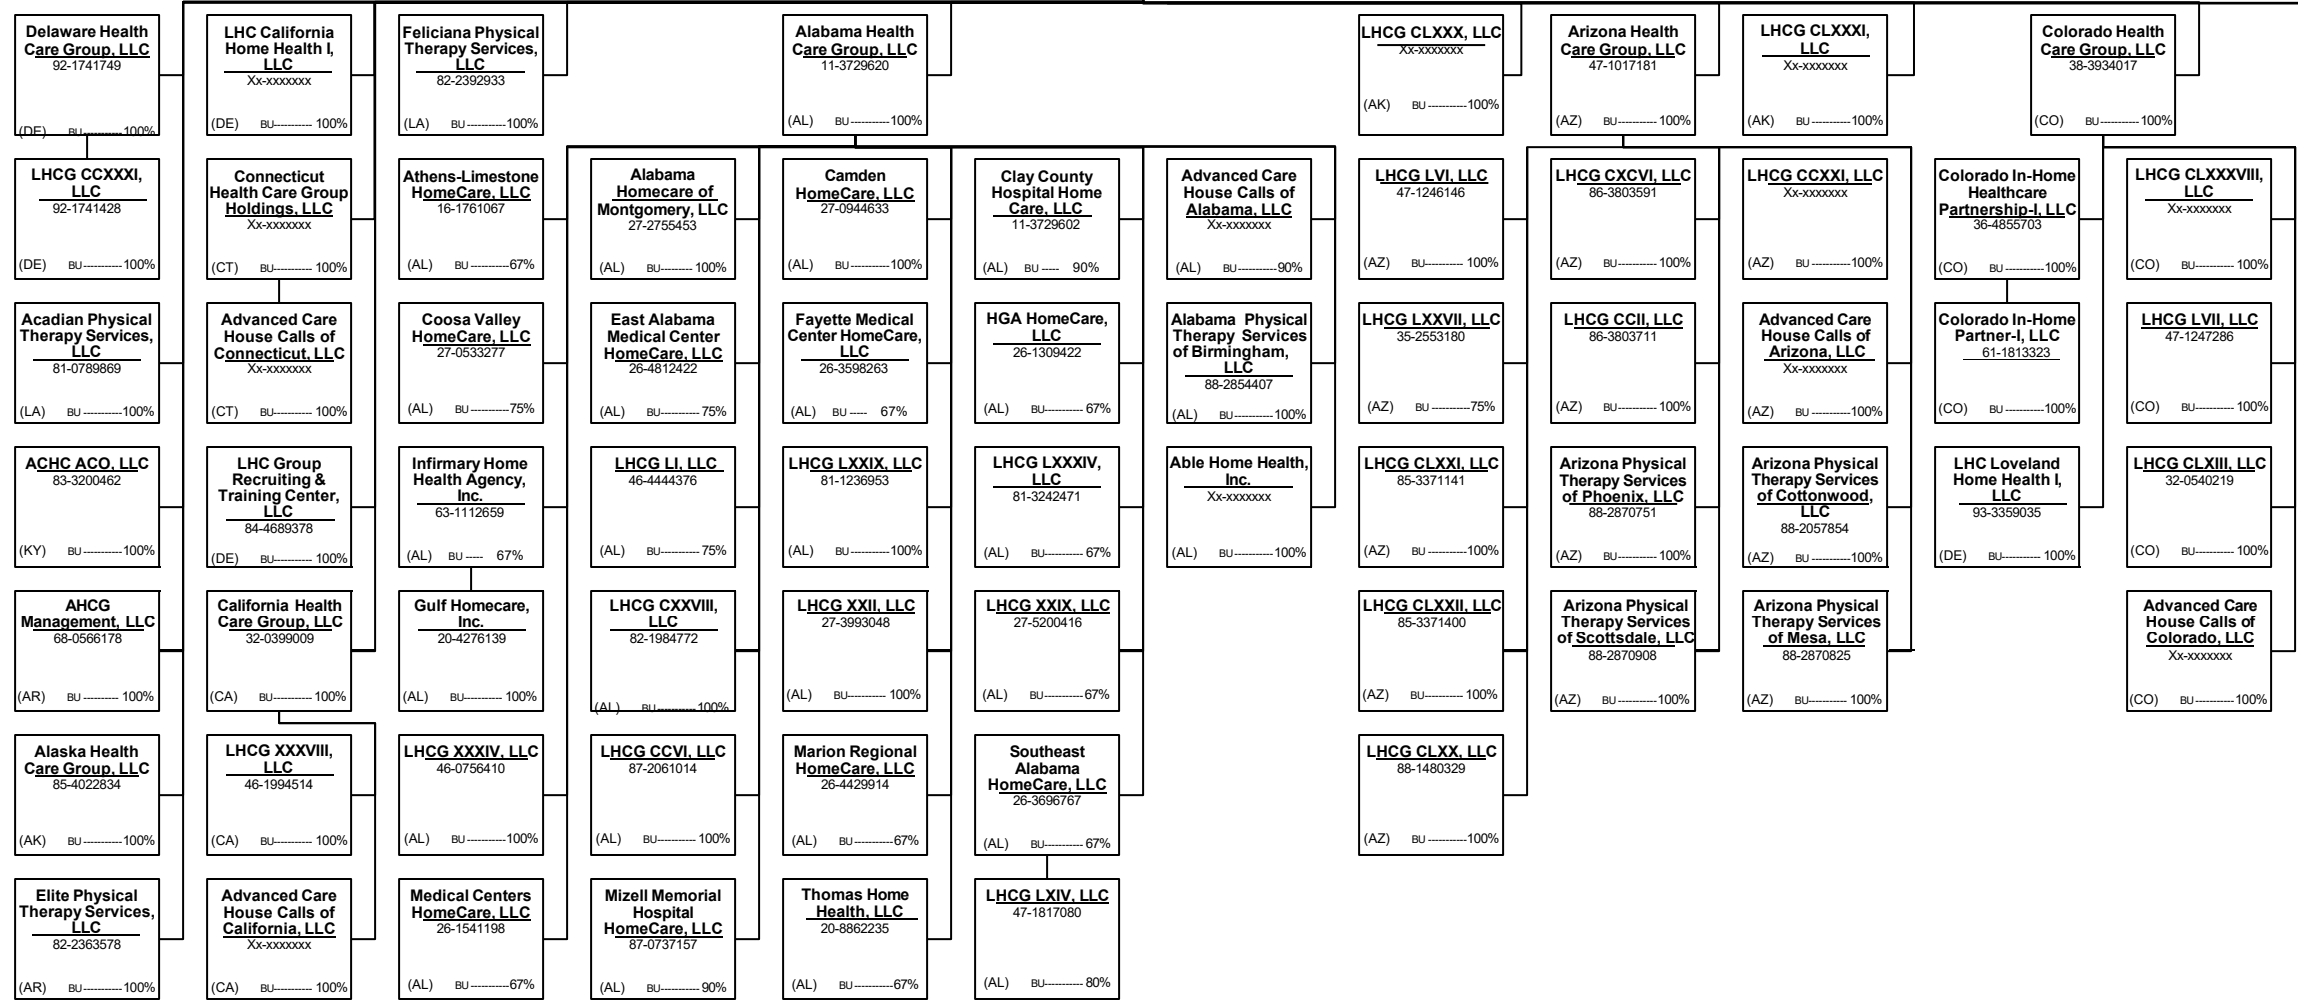 Delaware Health
Care Group, LLC
92-1741749
(DE) BU-----------100%
LHC California
Home Health I,
LLC
Xx-xxxxxxx
(DE) BU----------- 100%
Feliciana Physical
Therapy Services,
LLC
82-2392933
(LA) BU-----------100%
Alabama Health
Care Group, LLC
11-3729620
(AL) BU-----------100%
LHCG CLXXX, LLC
Xx-xxxxxxx
(AK) BU-----------100%
Arizona Health
Care Group, LLC
47-1017181
(AZ) BU----------- 100%
LHCG CLXXXI,
LLC
Xx-xxxxxxx
(AK) BU-----------100%
Colorado Health
Care Group, LLC
38-3934017
(CO) BU----------- 100%
LHCG CCXXXI,
LLC
92-1741428
(DE) BU-----------100%
Connecticut
Health Care Group
Holdings, LLC
Xx-xxxxxxx
(CT) BU----------- 100%
Athens-Limestone
HomeCare, LLC
16-1761067
(AL) BU-----------67%
Alabama
Homecare of
Montgomery, LLC
27-2755453
(AL) BU--------- 100%
Camden
HomeCare, LLC
27-0944633
(AL) BU----------- 100%
Clay County
Hospital Home
Care, LLC
11-3729602
(AL) BU----- 90%
Advanced Care
House Calls of
Alabama, LLC
Xx-xxxxxxx
(AL) BU-----------90%
LHCG LVI, LLC
47-1246146
(AZ) BU----------- 100%
LHCG CXCVI, LLC
86-3803591
(AZ) BU----------- 100%
LHCG CCXXI, LLC
Xx-xxxxxxx
(AZ) BU----------- 100%
Colorado In-Home
Healthcare
Partnership-I, LLC
36-4855703
(CO) BU-----------100%
LHCG CLXXXVIII,
LLC
Xx-xxxxxxx
(CO) BU----------- 100%
Acadian Physical
Therapy Services,
LLC
81-0789869
(LA) BU-----------100%
Advanced Care
House Calls of
Connecticut, LLC
Xx-xxxxxxx
(CT) BU----------- 100%
Coosa Valley
HomeCare, LLC
27-0533277
(AL) BU-----------75%
East Alabama
Medical Center
HomeCare, LLC
26-4812422
(AL) BU----------- 75%
Fayette Medical
Center HomeCare,
LLC
26-3598263
(AL) BU----- 67%
HGA HomeCare,
LLC
26-1309422
(AL) BU----------- 67%
Alabama Physical
Therapy Services
of Birmingham,
LLC
88-2854407
(AL) BU-----------100%
LHCG LXXVII, LLC
35-2553180
(AZ) BU-----------75%
LHCG CCII, LLC
86-3803711
(AZ) BU----------- 100%
Advanced Care
House Calls of
Arizona, LLC
Xx-xxxxxxx
(AZ) BU-----------100%
Colorado In-Home
Partner-I, LLC
61-1813323
(CO) BU-----------100%
LHCG LVII, LLC
47-1247286
(CO) BU----------- 100%
ACHC ACO, LLC
83-3200462
(KY) BU-----------100%
LHC Group
Recruiting &
Training Center,
LLC
84-4689378
(DE) BU----------- 100%
Infirmary Home
Health Agency,
Inc.
63-1112659
(AL) BU----- 67%
LHCG LI, LLC
46-4444376
(AL) BU----------- 75%
LHCG LXXIX, LLC
81-1236953
(AL) BU----------- 100%
LHCG LXXXIV,
LLC
81-3242471
(AL) BU----------- 67%
Able Home Health,
Inc.
Xx-xxxxxxx
(AL) BU-----------100%
LHCG CLXXI, LLC
85-3371141
(AZ) BU-----------100%
Arizona Physical
Therapy Services
of Phoenix, LLC
88-2870751
(AZ) BU----------- 100%
Arizona Physical
Therapy Services
of Cottonwood,
LLC
88-2057854
(AZ) BU-----------100%
LHC Loveland
Home Health I,
LLC
93-3359035
(DE) BU---------- 100%
LHCG CLXIII, LLC
32-0540219
(CO) BU-----------100%
AHCG
Management, LLC
68-0566178
(AR) BU---------- 100%
California Health
Care Group, LLC
32-0399009
(CA) BU----------- 100%
Gulf Homecare,
Inc.
20-4276139
(AL) BU---------- 100%
LHCG CXXVIII,
LLC
82-1984772
(AL) BU-----------100%
LHCG XXII, LLC
27-3993048
(AL) BU----------- 100%
LHCG XXIX, LLC
27-5200416
(AL) BU-----------67%
LHCG CLXXII, LLC
85-3371400
(AZ) BU----------- 100%
Arizona Physical
Therapy Services
of Scottsdale, LLC
88-2870908
(AZ) BU----------- 100%
Arizona Physical
Therapy Services
of Mesa, LLC
88-2870825
(AZ) BU---------- 100%
Advanced Care
House Calls of
Colorado, LLC
Xx-xxxxxxx
(CO) BU-----------100%
Alaska Health
Care Group, LLC
85-4022834
(AK) BU-----------100%
LHCG XXXVIII,
LLC
46-1994514
(CA) BU----------- 100%
LHCG XXXIV, LLC
46-0756410
(AL) BU-----------100%
LHCG CCVI, LLC
87-2061014
(AL) BU----------- 100%
Marion Regional
HomeCare, LLC
26-4429914
(AL) BU-----------67%
Southeast
Alabama
HomeCare, LLC
26-3696767
(AL) BU----------- 67%
LHCG CLXX, LLC
88-1480329
(AZ) BU-----------100%
Elite Physical
Therapy Services,
LLC
82-2363578
(AR) BU-----------100%
Advanced Care
House Calls of
California, LLC
Xx-xxxxxxx
(CA) BU----------- 100%
Medical Centers
HomeCare, LLC
26-1541198
(AL) BU-----------67%
Mizell Memorial
Hospital
HomeCare, LLC
87-0737157
(AL) BU----------- 90%
Thomas Home
Health, LLC
20-8862235
(AL) BU-----------67%
LHCG LXIV, LLC
47-1817080
(AL) BU----------- 80%